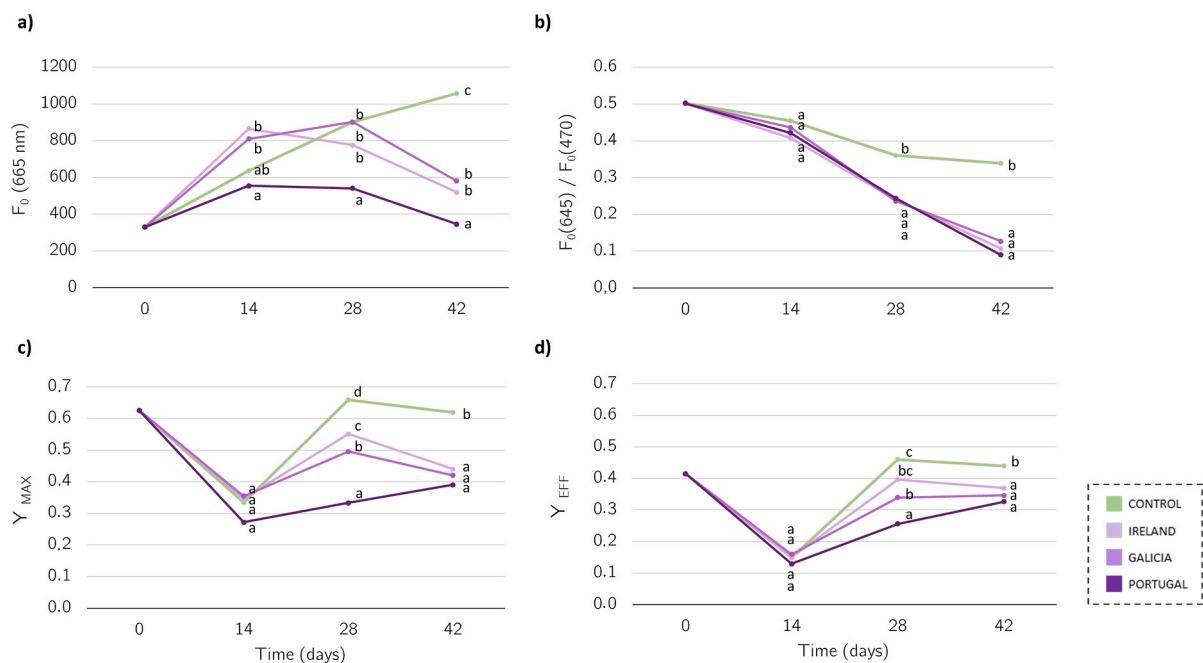 a)
1200
1000
800
600
400
200
0
F₀ (665 nm)
c
b
b
b
b
ab
b
b
a
a
a
0 14 28 42
b)
0.6
0.5
0.4
0.3
0.2
0.1
0,0
F₀(645) / F₀(470)
a
a
a
a
b
b
a
a
a
a
a
a
0 14 28 42
c)
0.7
0.6
0.5
0.4
0.3
0.2
0.1
0.0
Y MAX
d
b
c
b
a
a
a
a
a
a
a
a
0 14 28 42
Time (days)
d)
0.7
0.6
0.5
0.4
0.3
0.2
0.1
0.0
Y EFF
c
b
bc
b
a
a
a
a
a
a
a
a
0 14 28 42
Time (days)
CONTROL
IRELAND
GALICIA
PORTUGAL